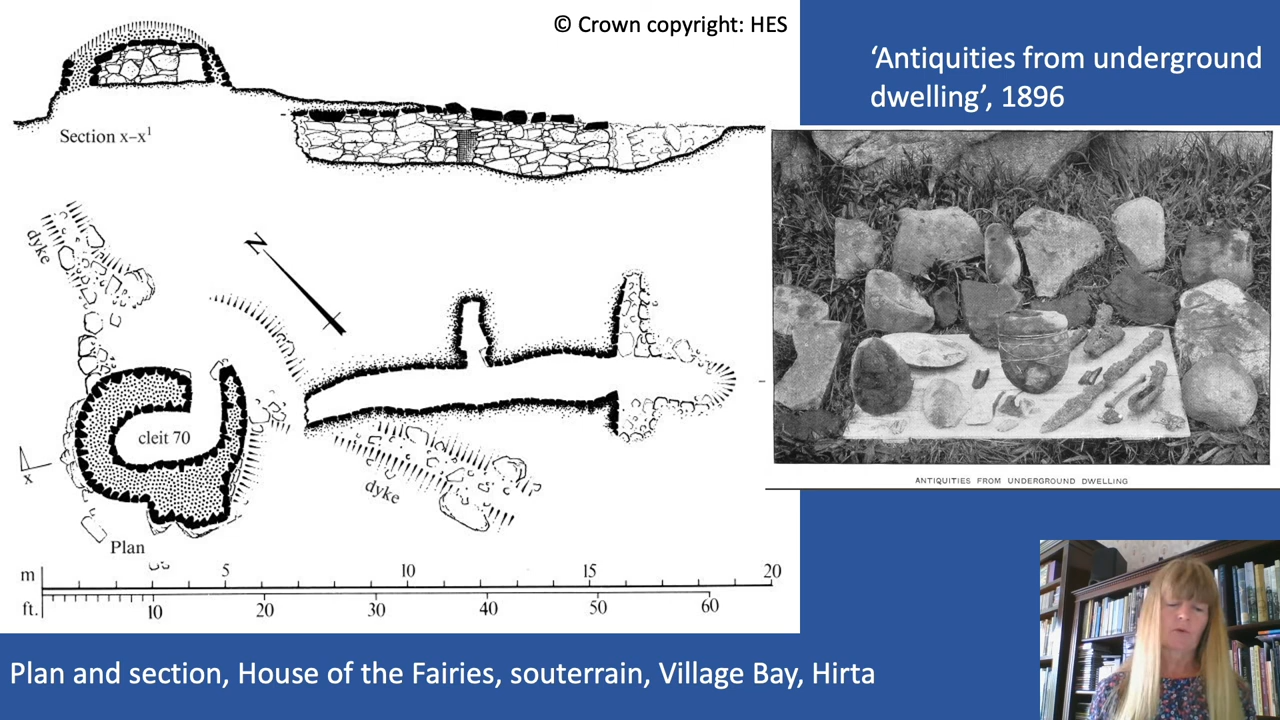 © Crown copyright: HES
‘Antiquities from underground
dwelling’, 1896
Section x–x¹
dyke
N
cleit 70
x
dyke
Plan
m 5 10 15 20
ft. 10 20 30 40 50 60
ANTIQUITIES FROM UNDERGROUND DWELLING
Plan and section, House of the Fairies, souterrain, Village Bay, Hirta